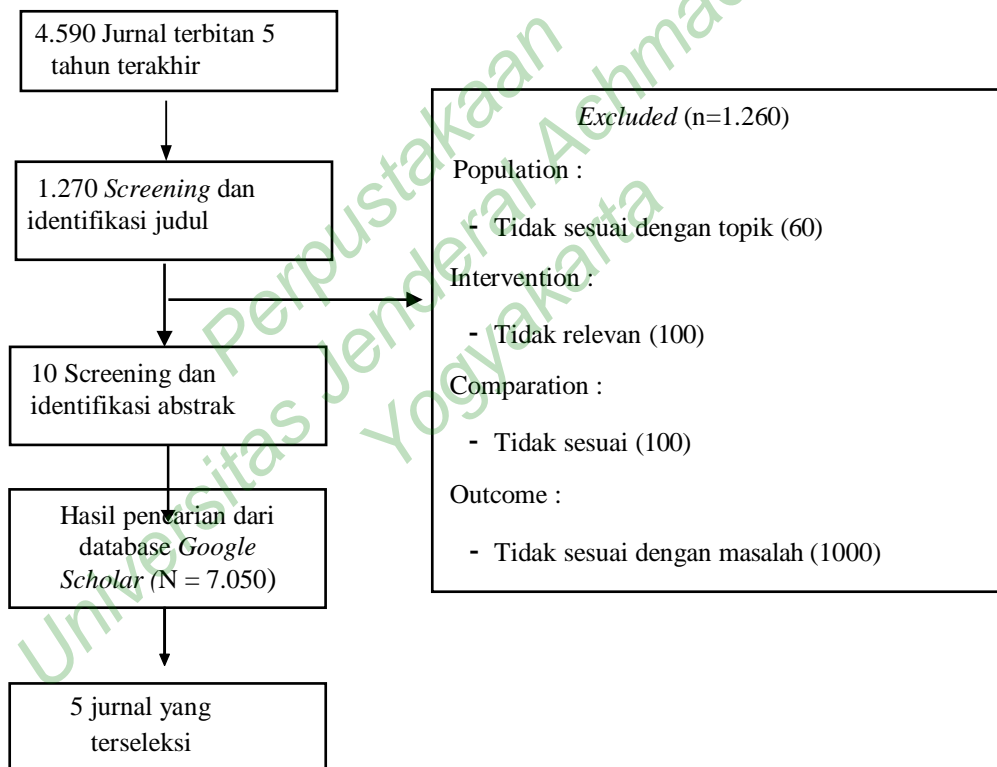 4.590 Jurnal terbitan 5
tahun terakhir
1.270 Screening dan
identifikasi judul
10 Screening dan
identifikasi abstrak
Hasil pencarian dari
database Google
Scholar (N = 7.050)
5 jurnal yang
terseleksi
Excluded (n=1.260)
Population :
- Tidak sesuai dengan topik (60)
Intervention :
- Tidak relevan (100)
Comparation :
- Tidak sesuai (100)
Outcome :
- Tidak sesuai dengan masalah (1000)
Perpustakaan
Universitas Jenderal Achmad
Yogyakarta